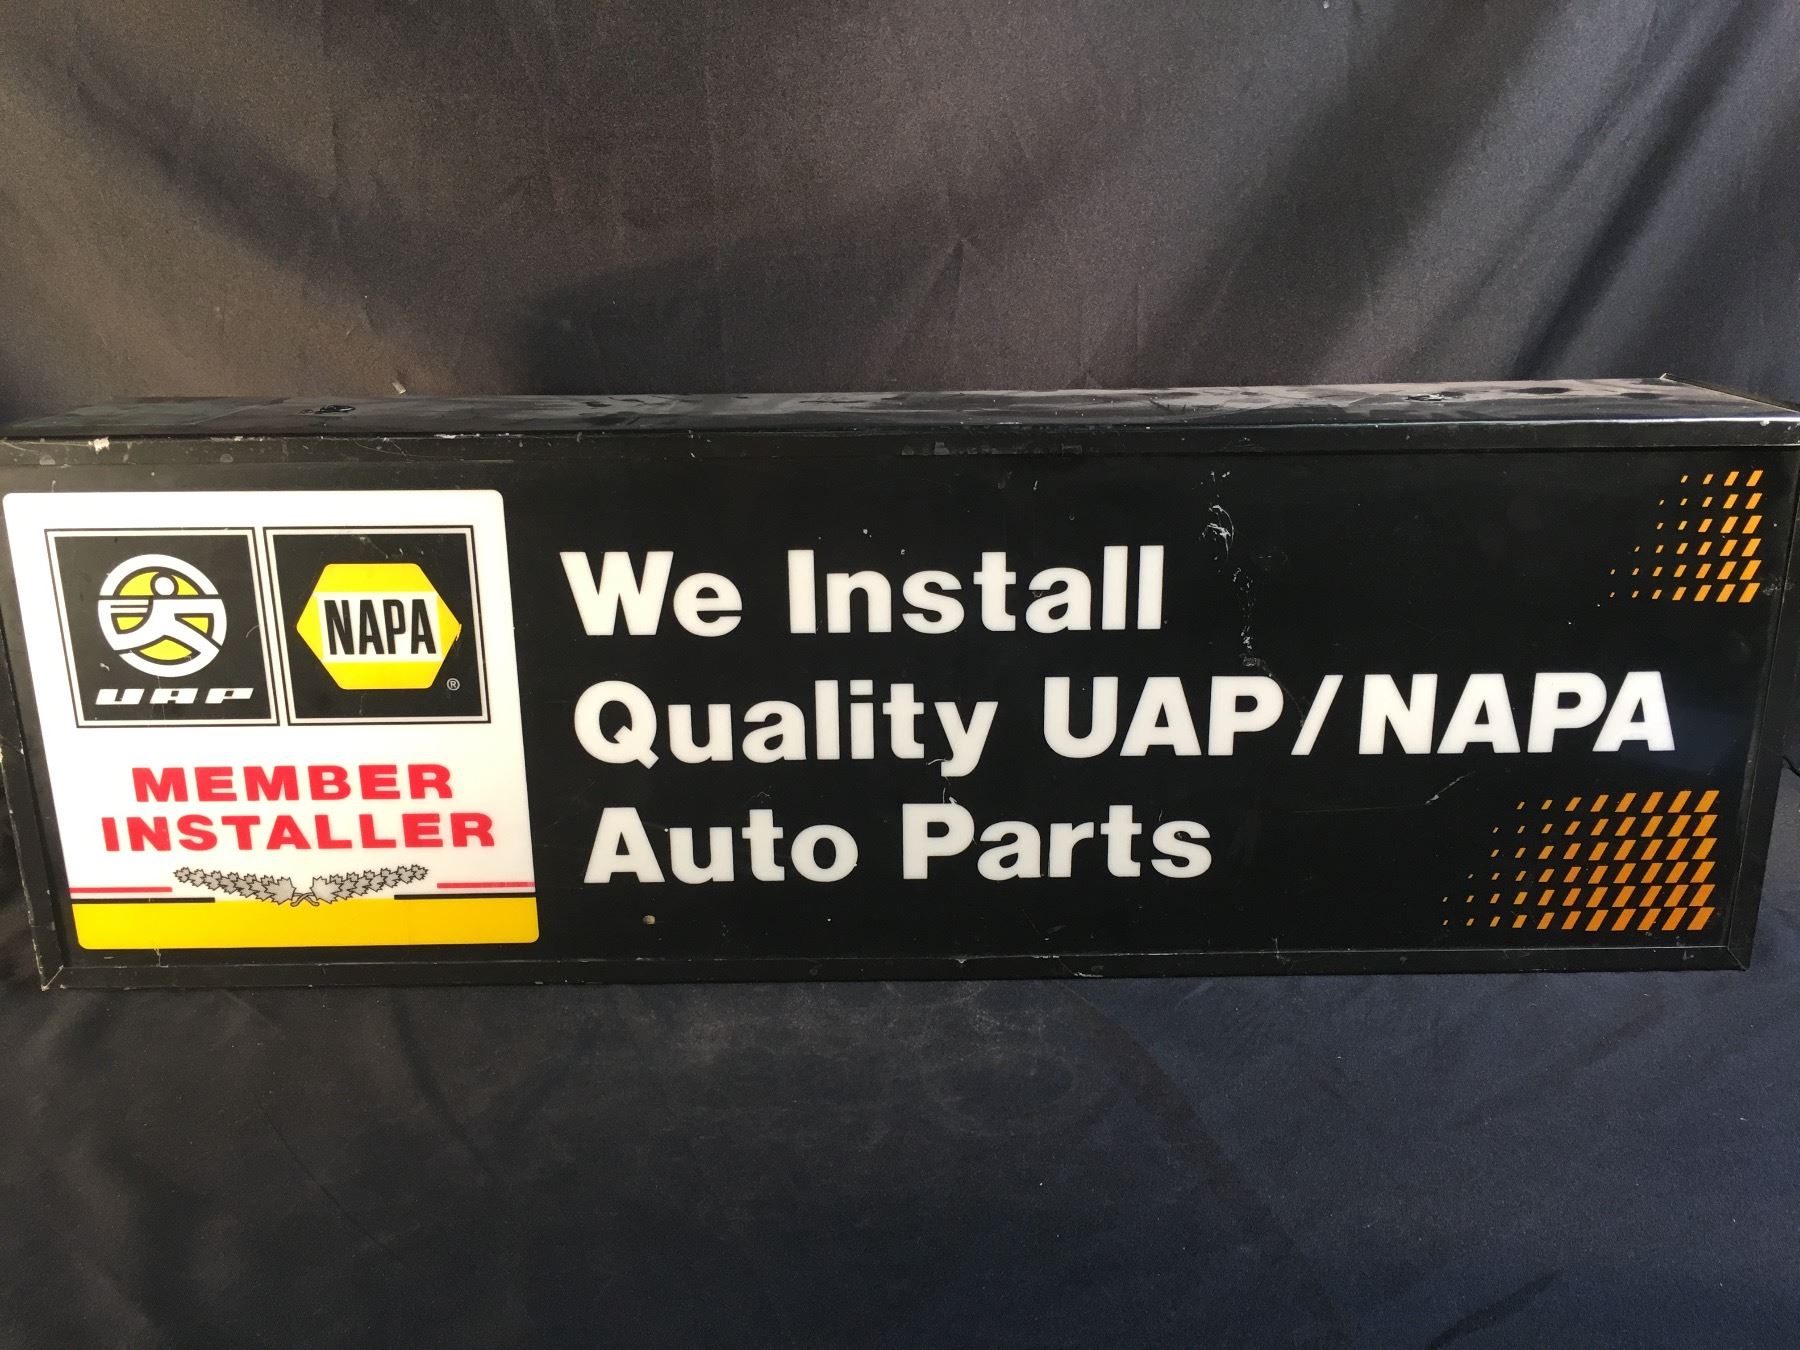 UAP
NAPA
®
MEMBER
INSTALLER
We Install
Quality UAP/NAPA
Auto Parts